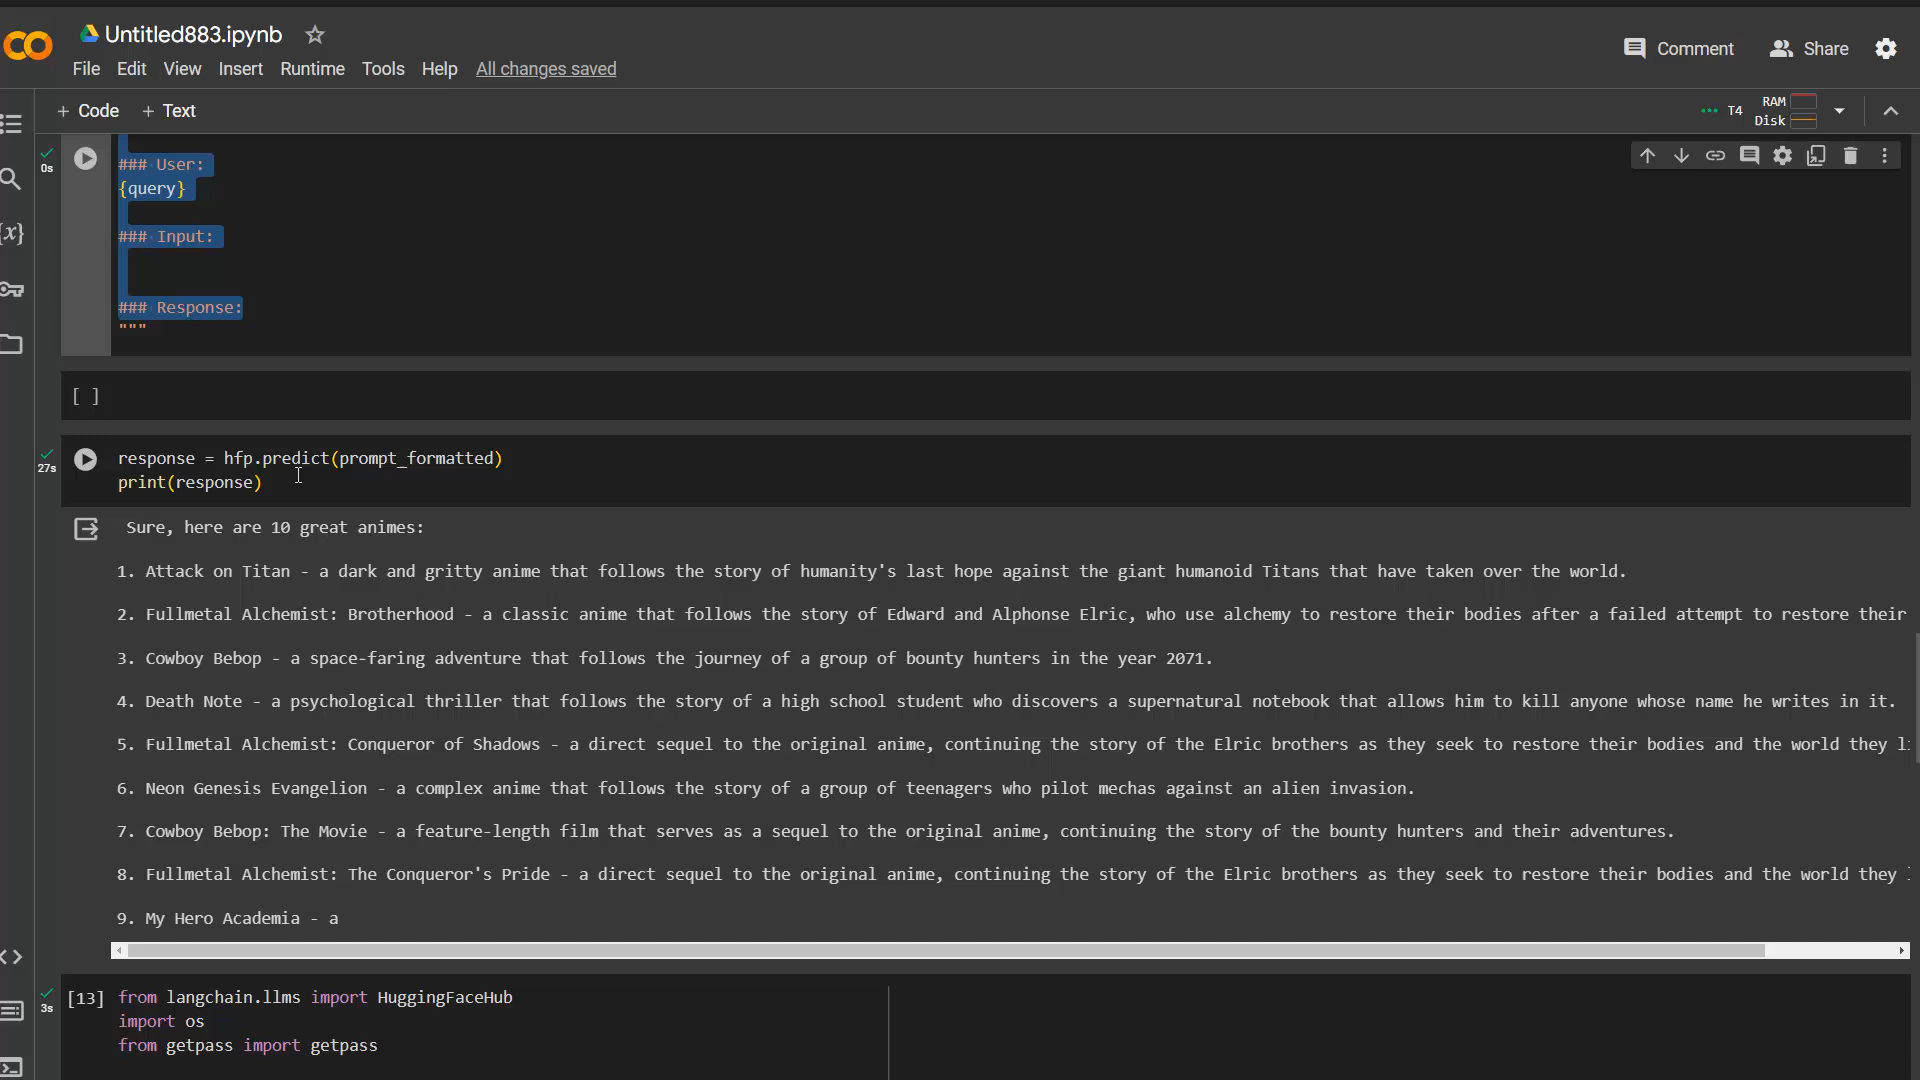 Untitled883.ipynb
Comment
Share
File Edit View Insert Runtime Tools Help All changes saved
+ Code + Text
T4
RAM
Disk
0s
### User:
{query}
{x}
### Input:
### Response:
"""
[ ]
27s
response = hfp.predict(prompt_formatted)
print(response)
Sure, here are 10 great animes:
1. Attack on Titan - a dark and gritty anime that follows the story of humanity's last hope against the giant humanoid Titans that have taken over the world.
2. Fullmetal Alchemist: Brotherhood - a classic anime that follows the story of Edward and Alphonse Elric, who use alchemy to restore their bodies after a failed attempt to restore their
3. Cowboy Bebop - a space-faring adventure that follows the journey of a group of bounty hunters in the year 2071.
4. Death Note - a psychological thriller that follows the story of a high school student who discovers a supernatural notebook that allows him to kill anyone whose name he writes in it.
5. Fullmetal Alchemist: Conqueror of Shadows - a direct sequel to the original anime, continuing the story of the Elric brothers as they seek to restore their bodies and the world they
6. Neon Genesis Evangelion - a complex anime that follows the story of a group of teenagers who pilot mechas against an alien invasion.
7. Cowboy Bebop: The Movie - a feature-length film that serves as a sequel to the original anime, continuing the story of the bounty hunters and their adventures.
8. Fullmetal Alchemist: The Conqueror's Pride - a direct sequel to the original anime, continuing the story of the Elric brothers as they seek to restore their bodies and the world they
9. My Hero Academia - a
3s
[13] from langchain.llms import HuggingFaceHub
import os
from getpass import getpass